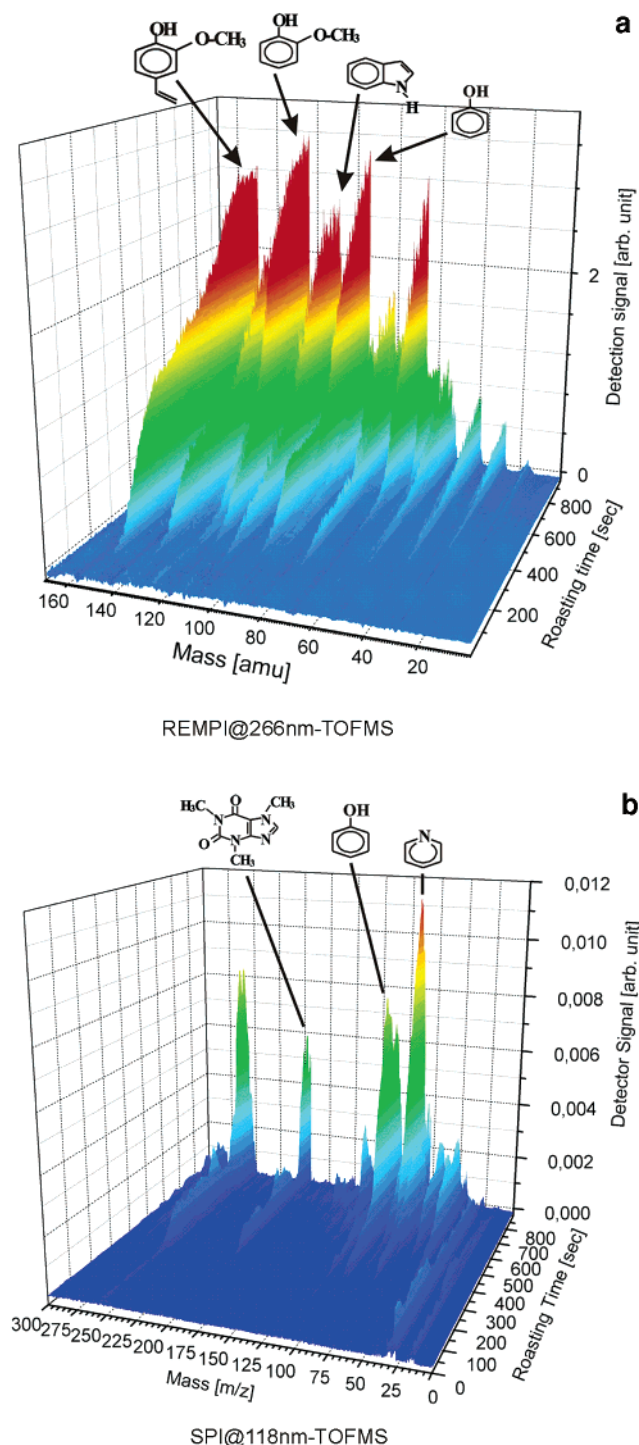 a
OH
O-CH₃
OH
O-CH₃
N
H
OH
Detection signal [arb. unit]
2
0
800
600
400
200
Roasting time [sec]
160
140
120
100
80
60
40
20
Mass [amu]
REMPI@266nm-TOFMS
b
H₃C
O
CH₃
N
N
O
N
N
CH₃
OH
N
0,012
0,010
0,008
0,006
0,004
0,002
0,000
Detector Signal [arb. unit]
800
700
600
500
400
300
200
100
0
Roasting Time [sec]
300
275
250
225
200
175
150
125
100
75
50
25
0
Mass [m/z]
SPI@118nm-TOFMS